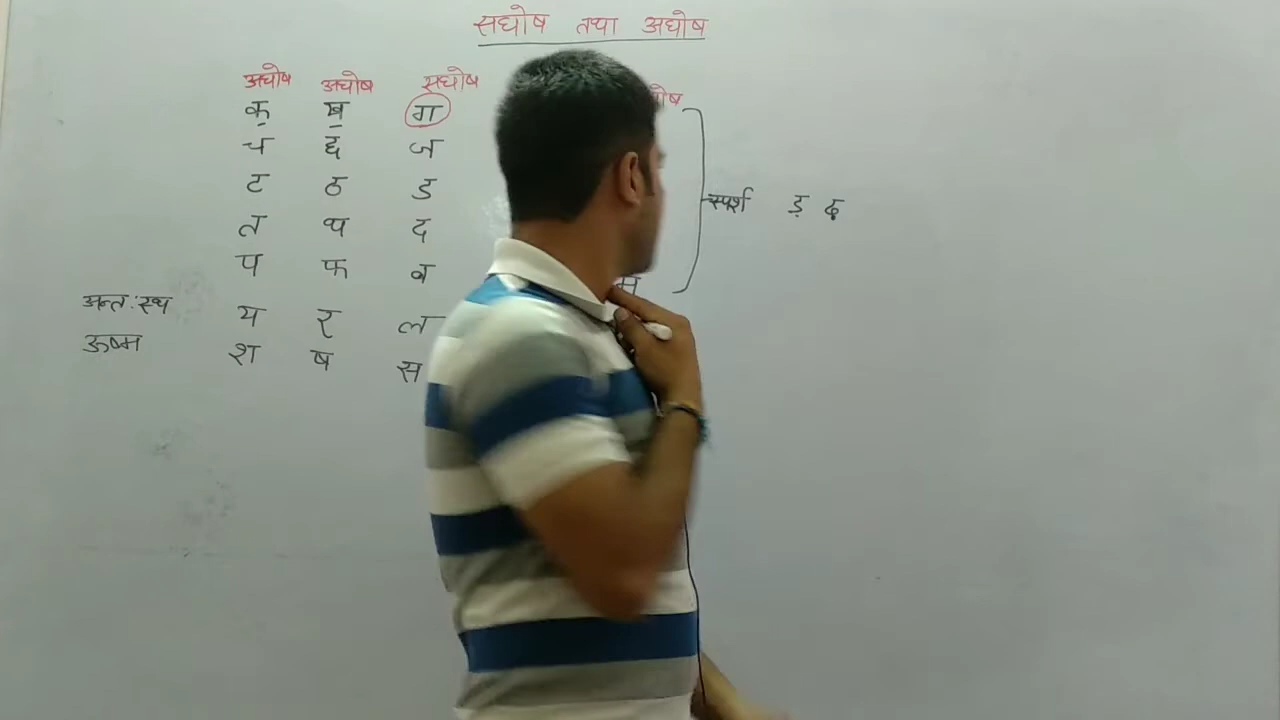 सघोष तथा अघोष
अघोष अघोष सघोष
क ख ग
च छ ज
ट ठ ड
त थ द
प फ ब म
स्पर्श ड़ ढ़
अन्त:स्थ य र ल
ऊष्म श ष स